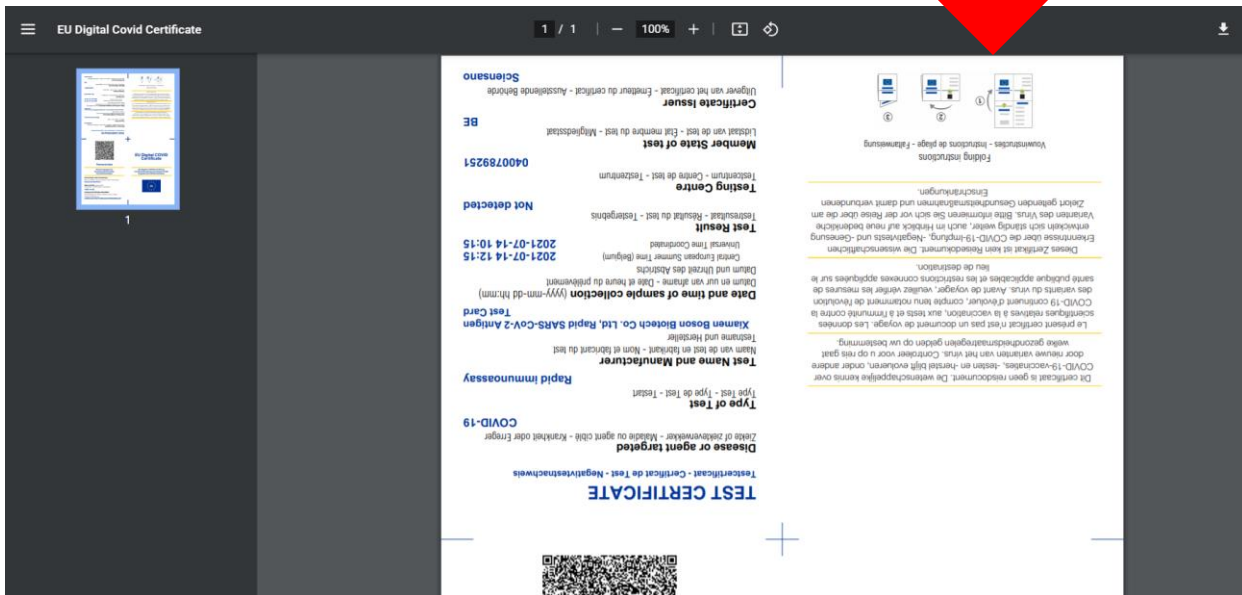 EU Digital Covid Certificate
1 / 1
100%
EU Digital COVID
Certificate
1
Dit certificaat is geen reisdocument. De wetenschappelijke kennis over
COVID-19-vaccinaties, -testen en -herstel blijft evolueren, onder andere
door nieuwe varianten van het virus. Controleer voor u op reis gaat
welke gezondheidsmaatregelen gelden op uw bestemming.
Le présent certificat n'est pas un document de voyage. Les données
scientifiques relatives à la vaccination, aux tests et à l'immunité contre la
COVID-19 continuent d'évoluer, compte tenu notamment de l'évolution
des variants du virus. Avant de voyager, veuillez vérifier les mesures de
santé publique applicables et les restrictions connexes appliquées sur le
lieu de destination.
Dieses Zertifikat ist kein Reisedokument. Die wissenschaftlichen
Erkenntnisse über die COVID-19-Impfung, -Negativtests und -Genesung
entwickeln sich ständig weiter, auch im Hinblick auf neue bedenkliche
Varianten des Virus. Bitte informieren Sie sich vor der Reise über die am
Zielort geltenden Gesundheitsmaßnahmen und damit verbundenen
Einschränkungen.
Folding instructions
Vouwinstructies - Instructions de pliage - Faltanweisung
1
2
3
TEST CERTIFICATE
Testcertificaat - Certificat de Test - Negativtestnachweis
Disease or agent targeted
Ziekte of ziekteverwekker - Maladie ou agent ciblé - Krankheit oder Erreger
COVID-19
Type of Test
Type Test - Type de Test - Testart
Rapid immunoassay
Test Name and Manufacturer
Naam van de test en fabrikant - Nom et fabricant du test
Testname und Hersteller
Xiamen Boson Biotech Co. Ltd, Rapid SARS-CoV-2 Antigen
Test Card
Date and time of sample collection (yyyy-mm-dd hh:mm)
Datum en uur van afname - Date et heure du prélèvement
Datum und Uhrzeit des Abstrichs
Central European Summer Time (Belgium) 2021-07-14 12:15
Universal Time Coordinated 2021-07-14 10:15
Test Result
Testresultaat - Résultat du test - Testergebnis
Not detected
Testing Centre
Testcentrum - Centre de test - Testzentrum
0400789251
Member State of test
Lidstaat van de test - État membre du test - Mitgliedsstaat
BE
Certificate Issuer
Uitgever van het certificaat - Émetteur du certificat - Ausstellende Behörde
Sciensano